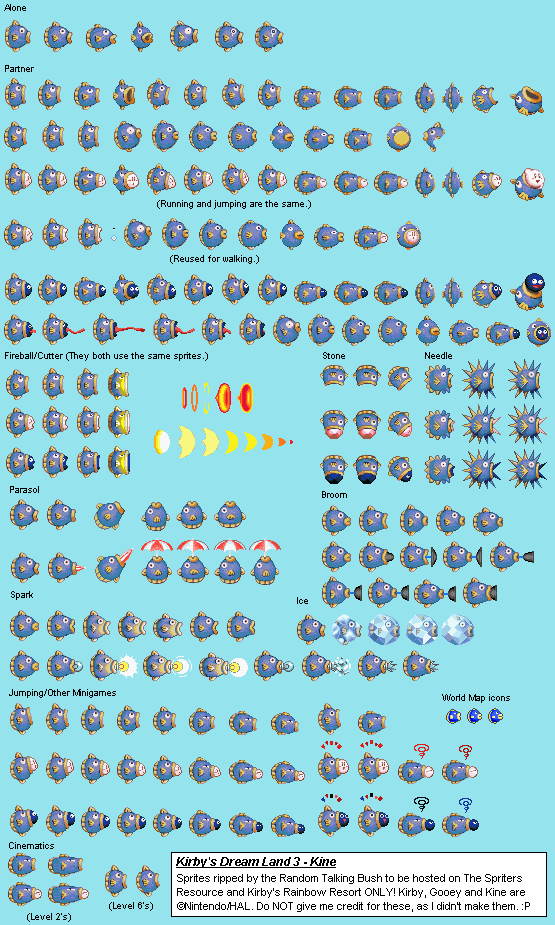 Alone
Partner
(Running and jumping are the same.)
(Reused for walking.)
Fireball/Cutter (They both use the same sprites.)
Stone
Needle
Parasol
Broom
Spark
Ice
Jumping/Other Minigames
World Map icons
Cinematics
(Level 2's)
(Level 6's)
Kirby's Dream Land 3 - Kine
Sprites ripped by the Random Talking Bush to be hosted on The Spriters
Resource and Kirby's Rainbow Resort ONLY! Kirby, Gooey and Kine are
©Nintendo/HAL. Do NOT give me credit for these, as I didn't make them. :P